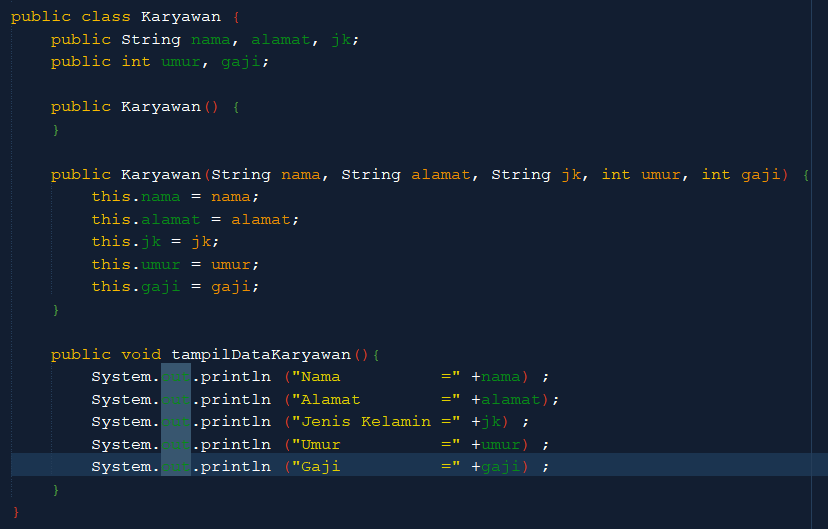 public class Karyawan {
    public String nama, alamat, jk;
    public int umur, gaji;
    public Karyawan() {
    }
    public Karyawan(String nama, String alamat, String jk, int umur, int gaji) {
        this.nama = nama;
        this.alamat = alamat;
        this.jk = jk;
        this.umur = umur;
        this.gaji = gaji;
    }
    public void tampilDataKaryawan(){
        System.out.println ("Nama          =" +nama) ;
        System.out.println ("Alamat        =" +alamat);
        System.out.println ("Jenis Kelamin =" +jk) ;
        System.out.println ("Umur          =" +umur) ;
        System.out.println ("Gaji          =" +gaji) ;
    }
}